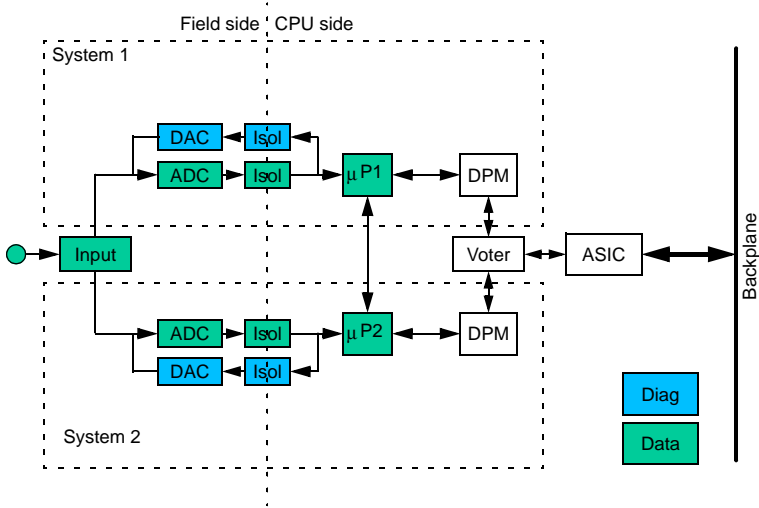 Field side CPU side
System 1
DAC Isol
ADC Isol
μP1
DPM
Input
Voter
ASIC
Backplane
ADC Isol
μP2
DPM
DAC Isol
Diag
System 2
Data